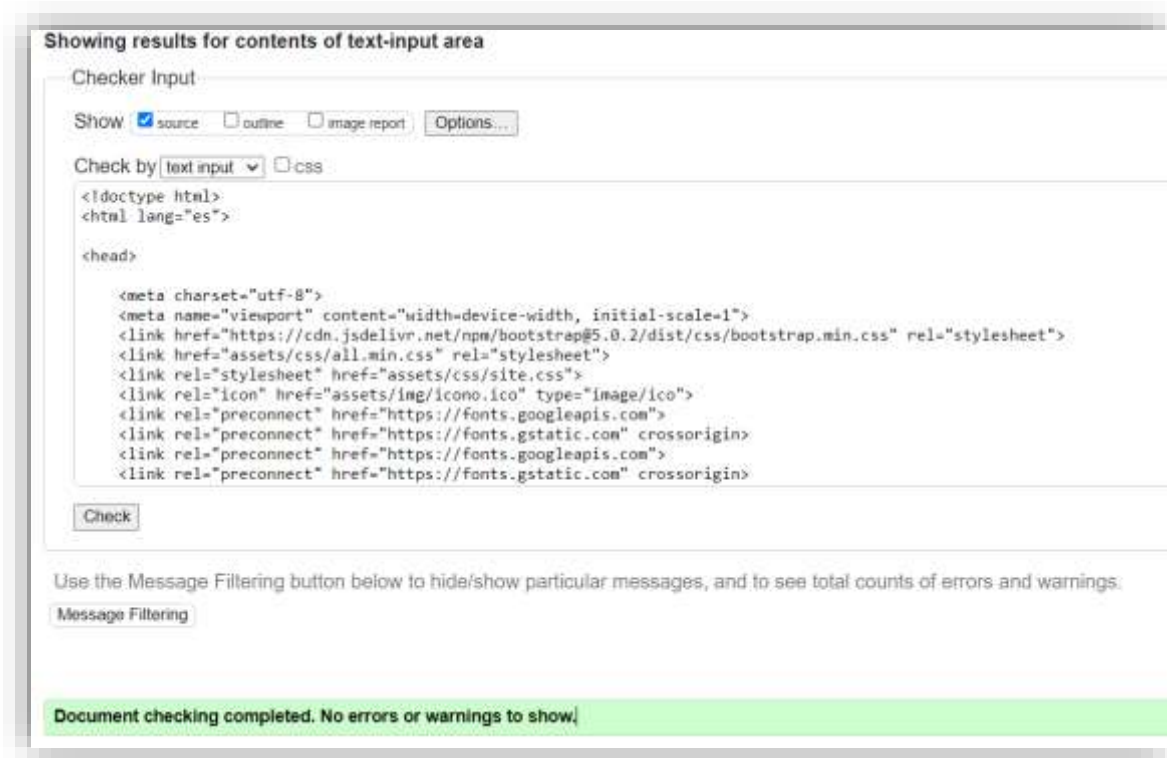 Showing results for contents of text-input area
Checker Input
Show source outline image report Options...
Check by text input css
<!doctype html>
<html lang="es">
<head>
<meta charset="utf-8">
<meta name="viewport" content="width=device-width, initial-scale=1">
<link href="https://cdn.jsdelivr.net/npm/bootstrap@5.0.2/dist/css/bootstrap.min.css" rel="stylesheet">
<link href="assets/css/all.min.css" rel="stylesheet">
<link rel="stylesheet" href="assets/css/site.css">
<link rel="icon" href="assets/img/icono.ico" type="image/ico">
<link rel="preconnect" href="https://fonts.googleapis.com">
<link rel="preconnect" href="https://fonts.gstatic.com" crossorigin>
<link rel="preconnect" href="https://fonts.googleapis.com">
<link rel="preconnect" href="https://fonts.gstatic.com" crossorigin>
Check
Use the Message Filtering button below to hide/show particular messages, and to see total counts of errors and warnings.
Message Filtering
Document checking completed. No errors or warnings to show.